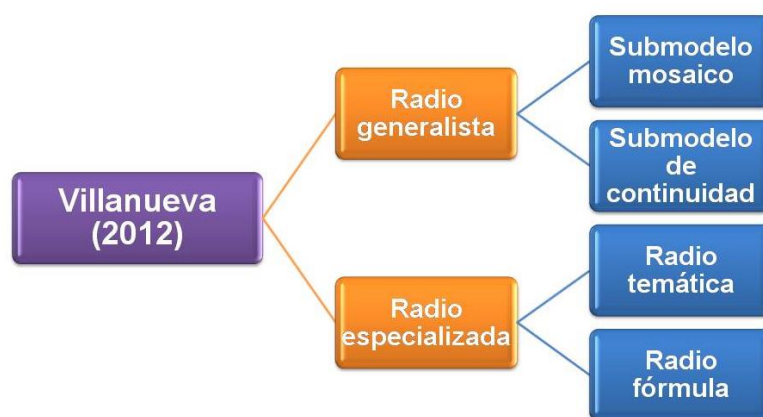 Villanueva
(2012)
Radio
generalista
Submodelo
mosaico
Submodelo
de
continuidad
Radio
especializada
Radio
temática
Radio
fórmula